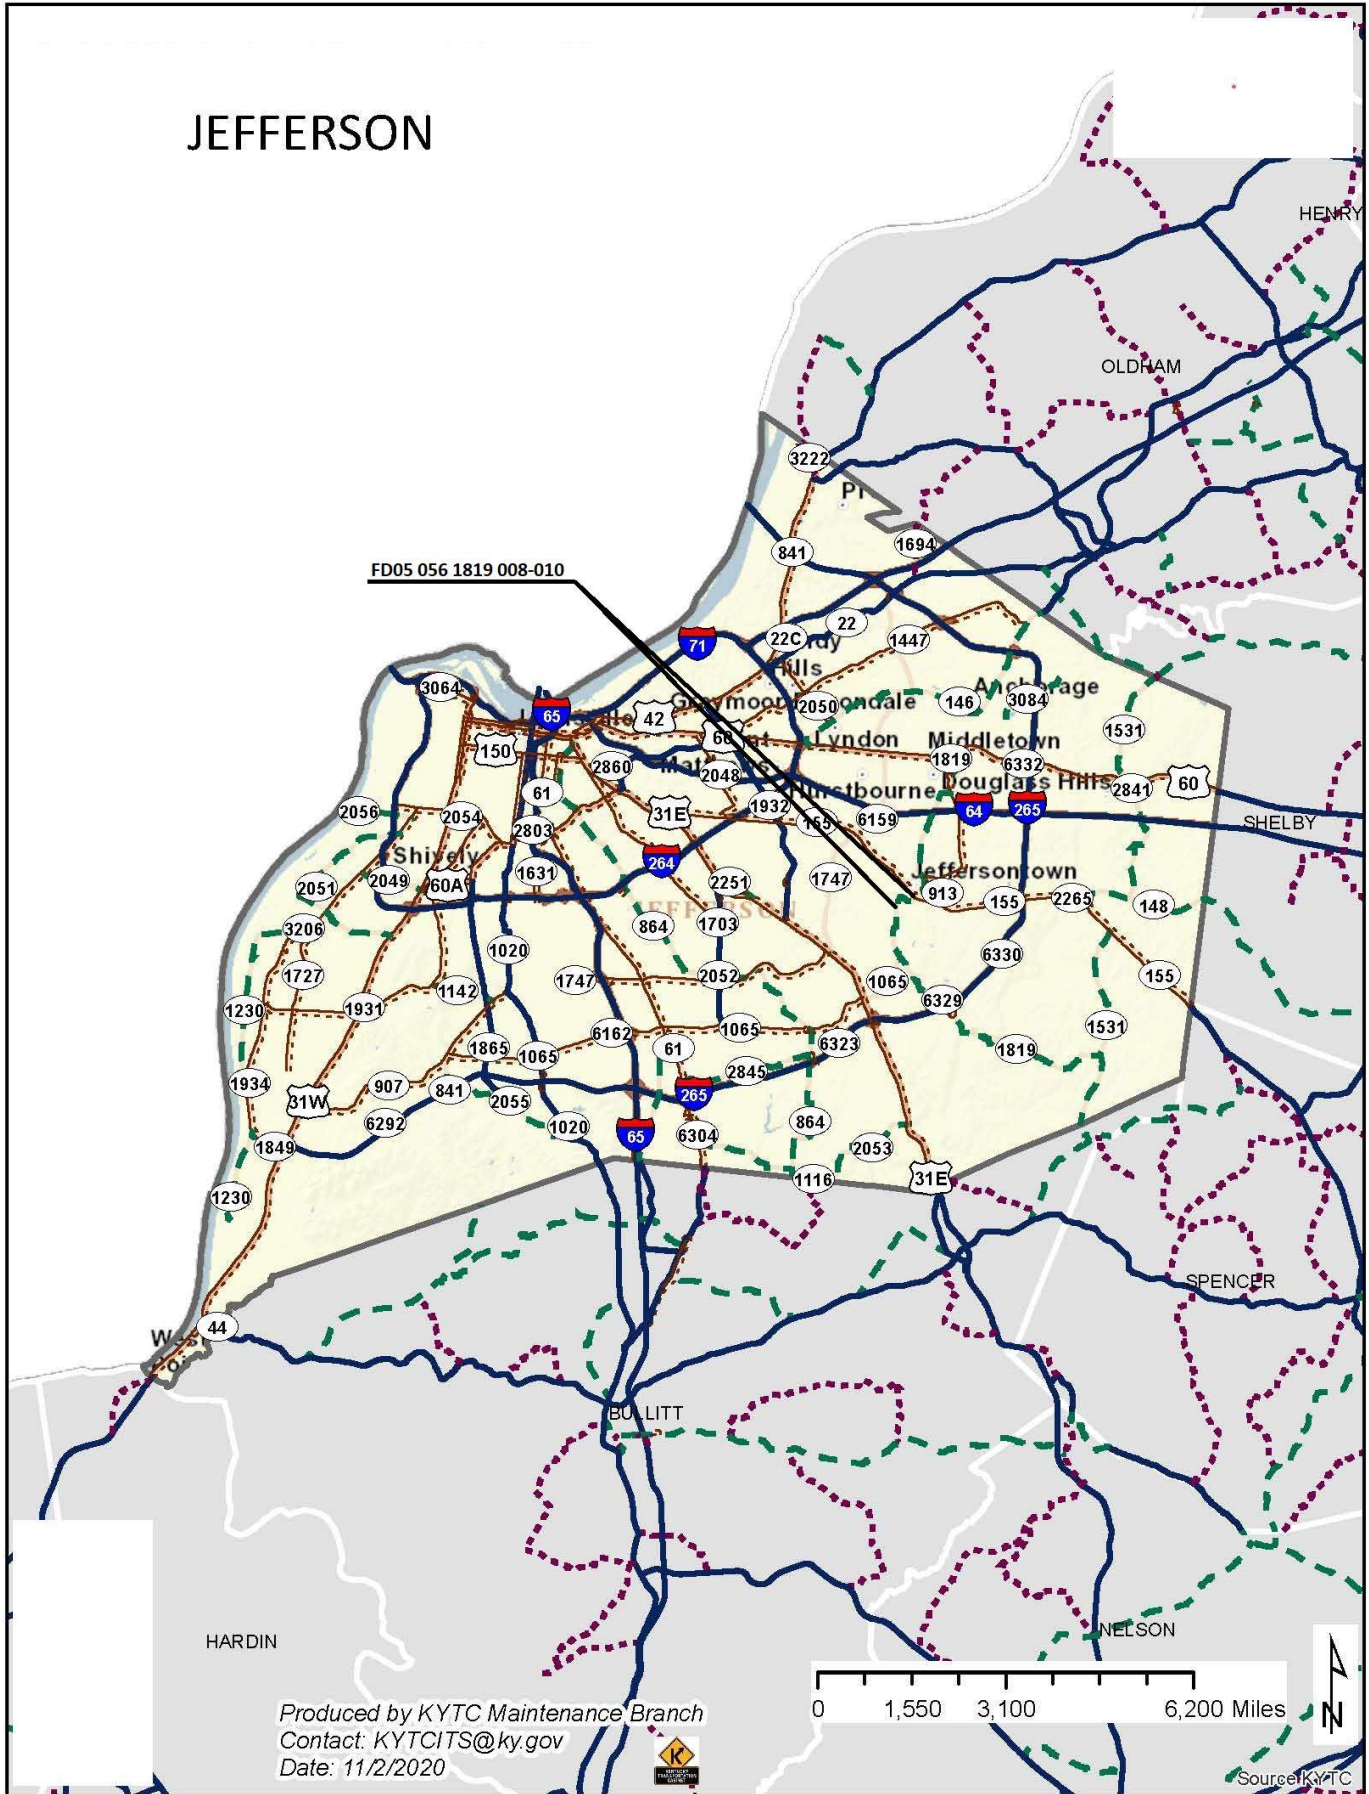 JEFFERSON
HENRY
OLDHAM
3222
1694
841
FD05 056 1819 008-010
22
22C
71
1447
3064
Anchorage
146
3084
65
42
2050
1531
150
Lyndon
Middletown
1819
2860
2048
6332
60
Douglass Hills
2841
61
60
2056
1932
31E
64
265
2054
155
6159
SHELBY
2803
Shively
264
1631
Jeffersontown
2051
2049
60A
2251
1747
913
155
2265
148
JEFFERSON
864
1703
3206
1020
6330
1727
1747
2052
1065
155
1142
6329
1230
1931
1065
1531
6162
6323
1865
1065
61
1819
2845
1934
907
841
31W
2055
265
6292
1020
65
6304
864
1849
2053
1116
31E
1230
SPENCER
44
BULLITT
NELSON
HARDIN
0 1,550 3,100 6,200 Miles
N
Produced by KYTC Maintenance Branch
Contact: KYTCITS@ky.gov
Date: 11/2/2020
Source:KYTC